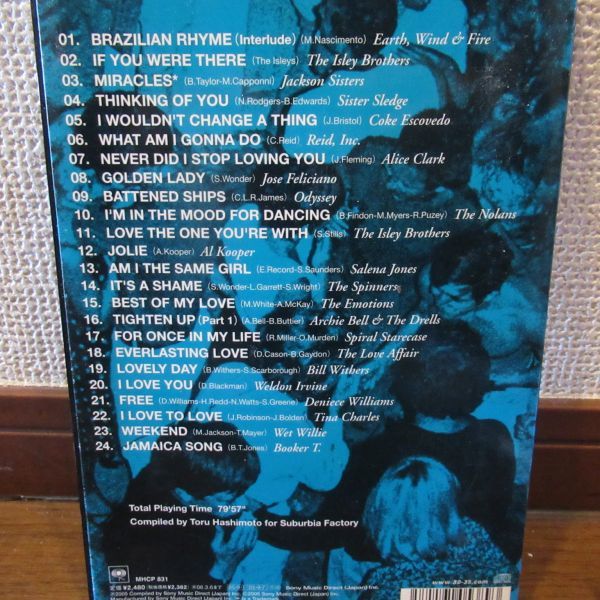 01. BRAZILIAN RHYME (Interlude) (M.Nascimento) Earth, Wind & Fire
02. IF YOU WERE THERE (The Isleys) The Isley Brothers
03. MIRACLES* (B.Taylor-M.Capponni) Jackson Sisters
04. THINKING OF YOU (N.Rodgers-B.Edwards) Sister Sledge
05. I WOULDN'T CHANGE A THING (J.Bristol) Coke Escovedo
06. WHAT AM I GONNA DO (C.Reid) Reid, Inc.
07. NEVER DID I STOP LOVING YOU (J.Fleming) Alice Clark
08. GOLDEN LADY (S.Wonder) Jose Feliciano
09. BATTENED SHIPS (C.L.R.James) Odyssey
10. I'M IN THE MOOD FOR DANCING (B.Findon-M.Myers-R.Puzey) The Nolans
11. LOVE THE ONE YOU'RE WITH (S.Stills) The Isley Brothers
12. JOLIE (A.Kooper) Al Kooper
13. AM I THE SAME GIRL (E.Record-S.Saunders) Salena Jones
14. IT'S A SHAME (S.Wonder-L.Garrett-S.Wright) The Spinners
15. BEST OF MY LOVE (M.White-A.McKay) The Emotions
16. TIGHTEN UP (Part 1) (A.Bell-B.Buttier) Archie Bell & The Drells
17. FOR ONCE IN MY LIFE (R.Miller-O.Murden) Spiral Starecase
18. EVERLASTING LOVE (D.Cason-B.Gaydon) The Love Affair
19. LOVELY DAY (B.Withers-S.Scarborough) Bill Withers
20. I LOVE YOU (D.Blackman) Weldon Irvine
21. FREE (D.Williams-H.Redd-N.Watts-S.Greene) Deniece Williams
22. I LOVE TO LOVE (J.Robinson-J.Bolden) Tina Charles
23. WEEKEND (M.Jackson-T.Mayer) Wet Willie
24. JAMAICA SONG (B.T.Jones) Booker T.
Total Playing Time 79'57"
Compiled by Toru Hashimoto for Suburbia Factory
MHCP 831
www.30-35.com